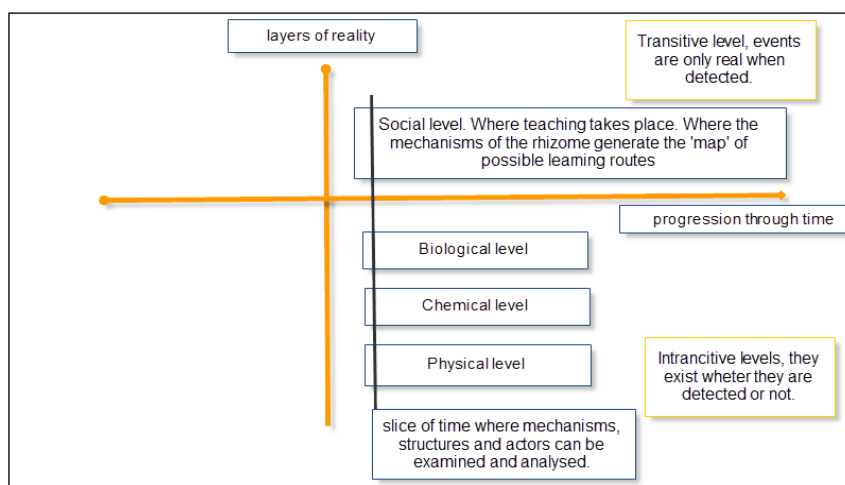 layers of reality
Transitive level, events
are only real when
detected.
Social level. Where teaching takes place. Where the
mechanisms of the rhizome generate the 'map' of
possible learning routes
progression through time
Biological level
Chemical level
Physical level
Intrancitive levels, they
exist wheter they are
detected or not.
slice of time where mechanisms,
structures and actors can be
examined and analysed.